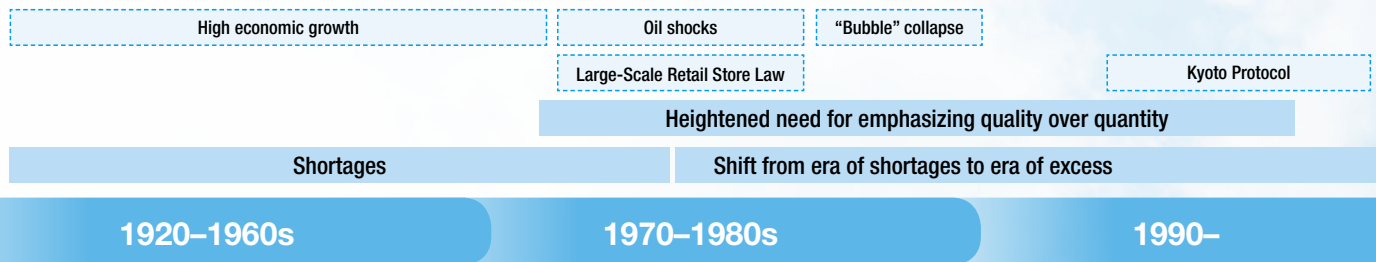 High economic growth
Oil shocks
“Bubble” collapse
Large-Scale Retail Store Law
Kyoto Protocol
Heightened need for emphasizing quality over quantity
Shortages
Shift from era of shortages to era of excess
1920–1960s
1970–1980s
1990–